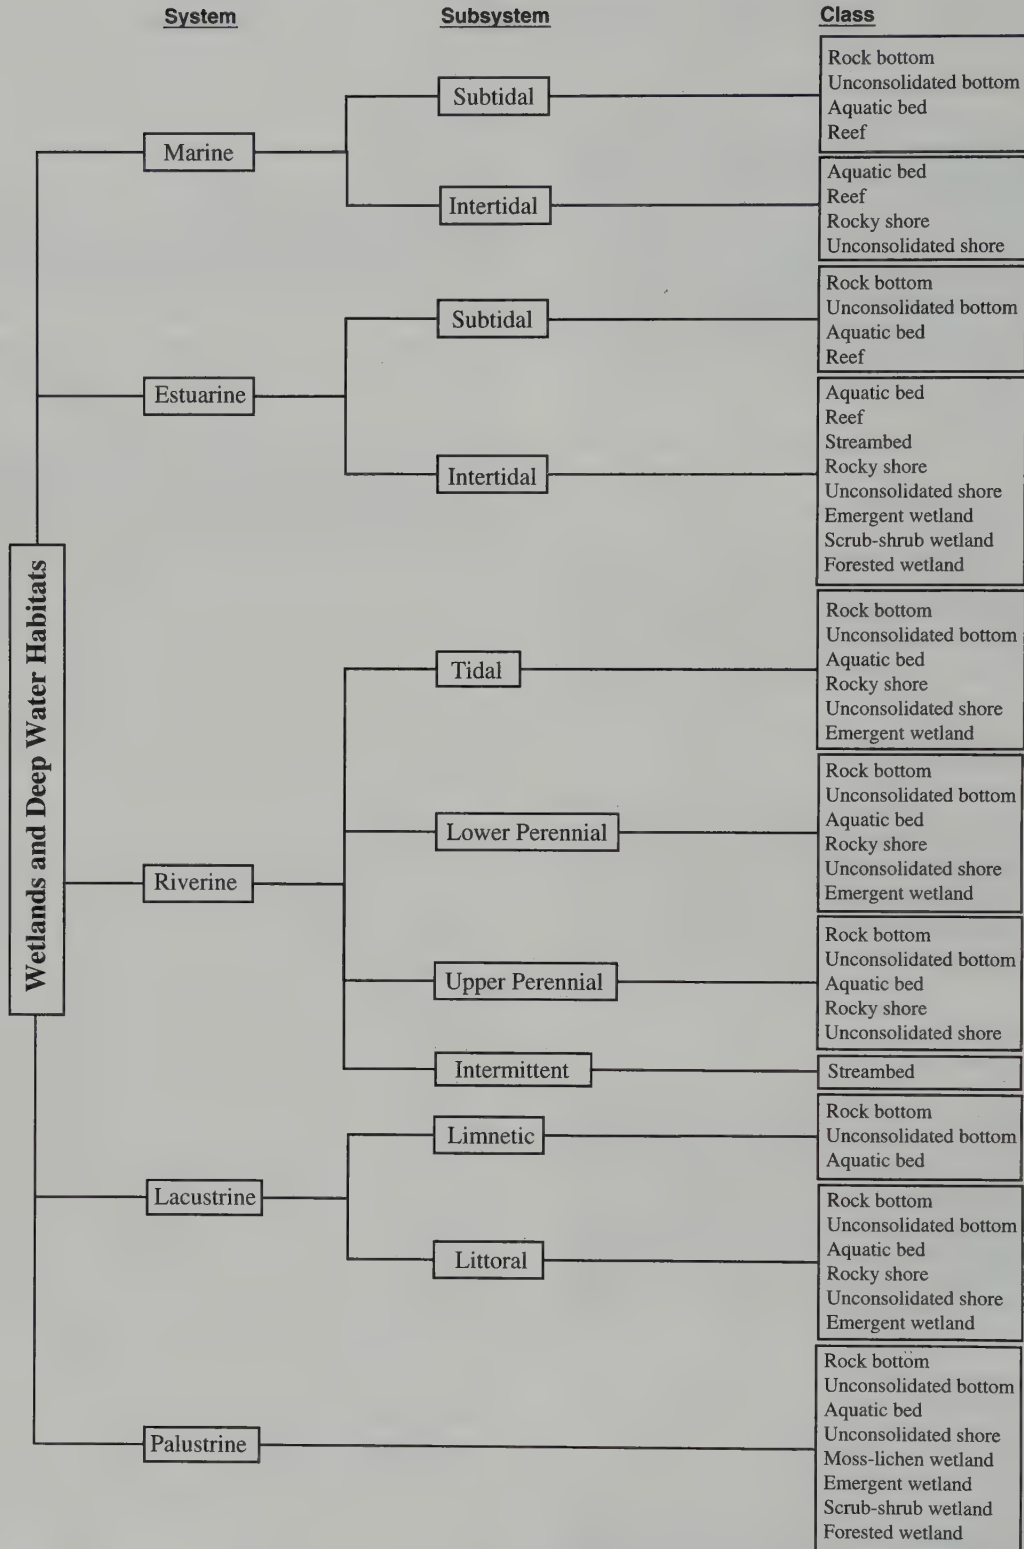 System
Subsystem
Class
Wetlands and Deep Water Habitats
Marine
Subtidal
Rock bottom
Unconsolidated bottom
Aquatic bed
Reef
Intertidal
Aquatic bed
Reef
Rocky shore
Unconsolidated shore
Estuarine
Subtidal
Rock bottom
Unconsolidated bottom
Aquatic bed
Reef
Intertidal
Aquatic bed
Reef
Streambed
Rocky shore
Unconsolidated shore
Emergent wetland
Scrub-shrub wetland
Forested wetland
Riverine
Tidal
Rock bottom
Unconsolidated bottom
Aquatic bed
Rocky shore
Unconsolidated shore
Emergent wetland
Lower Perennial
Rock bottom
Unconsolidated bottom
Aquatic bed
Rocky shore
Unconsolidated shore
Emergent wetland
Upper Perennial
Rock bottom
Unconsolidated bottom
Aquatic bed
Rocky shore
Unconsolidated shore
Intermittent
Streambed
Lacustrine
Limnetic
Rock bottom
Unconsolidated bottom
Aquatic bed
Littoral
Rock bottom
Unconsolidated bottom
Aquatic bed
Rocky shore
Unconsolidated shore
Emergent wetland
Palustrine
Rock bottom
Unconsolidated bottom
Aquatic bed
Unconsolidated shore
Moss-lichen wetland
Emergent wetland
Scrub-shrub wetland
Forested wetland